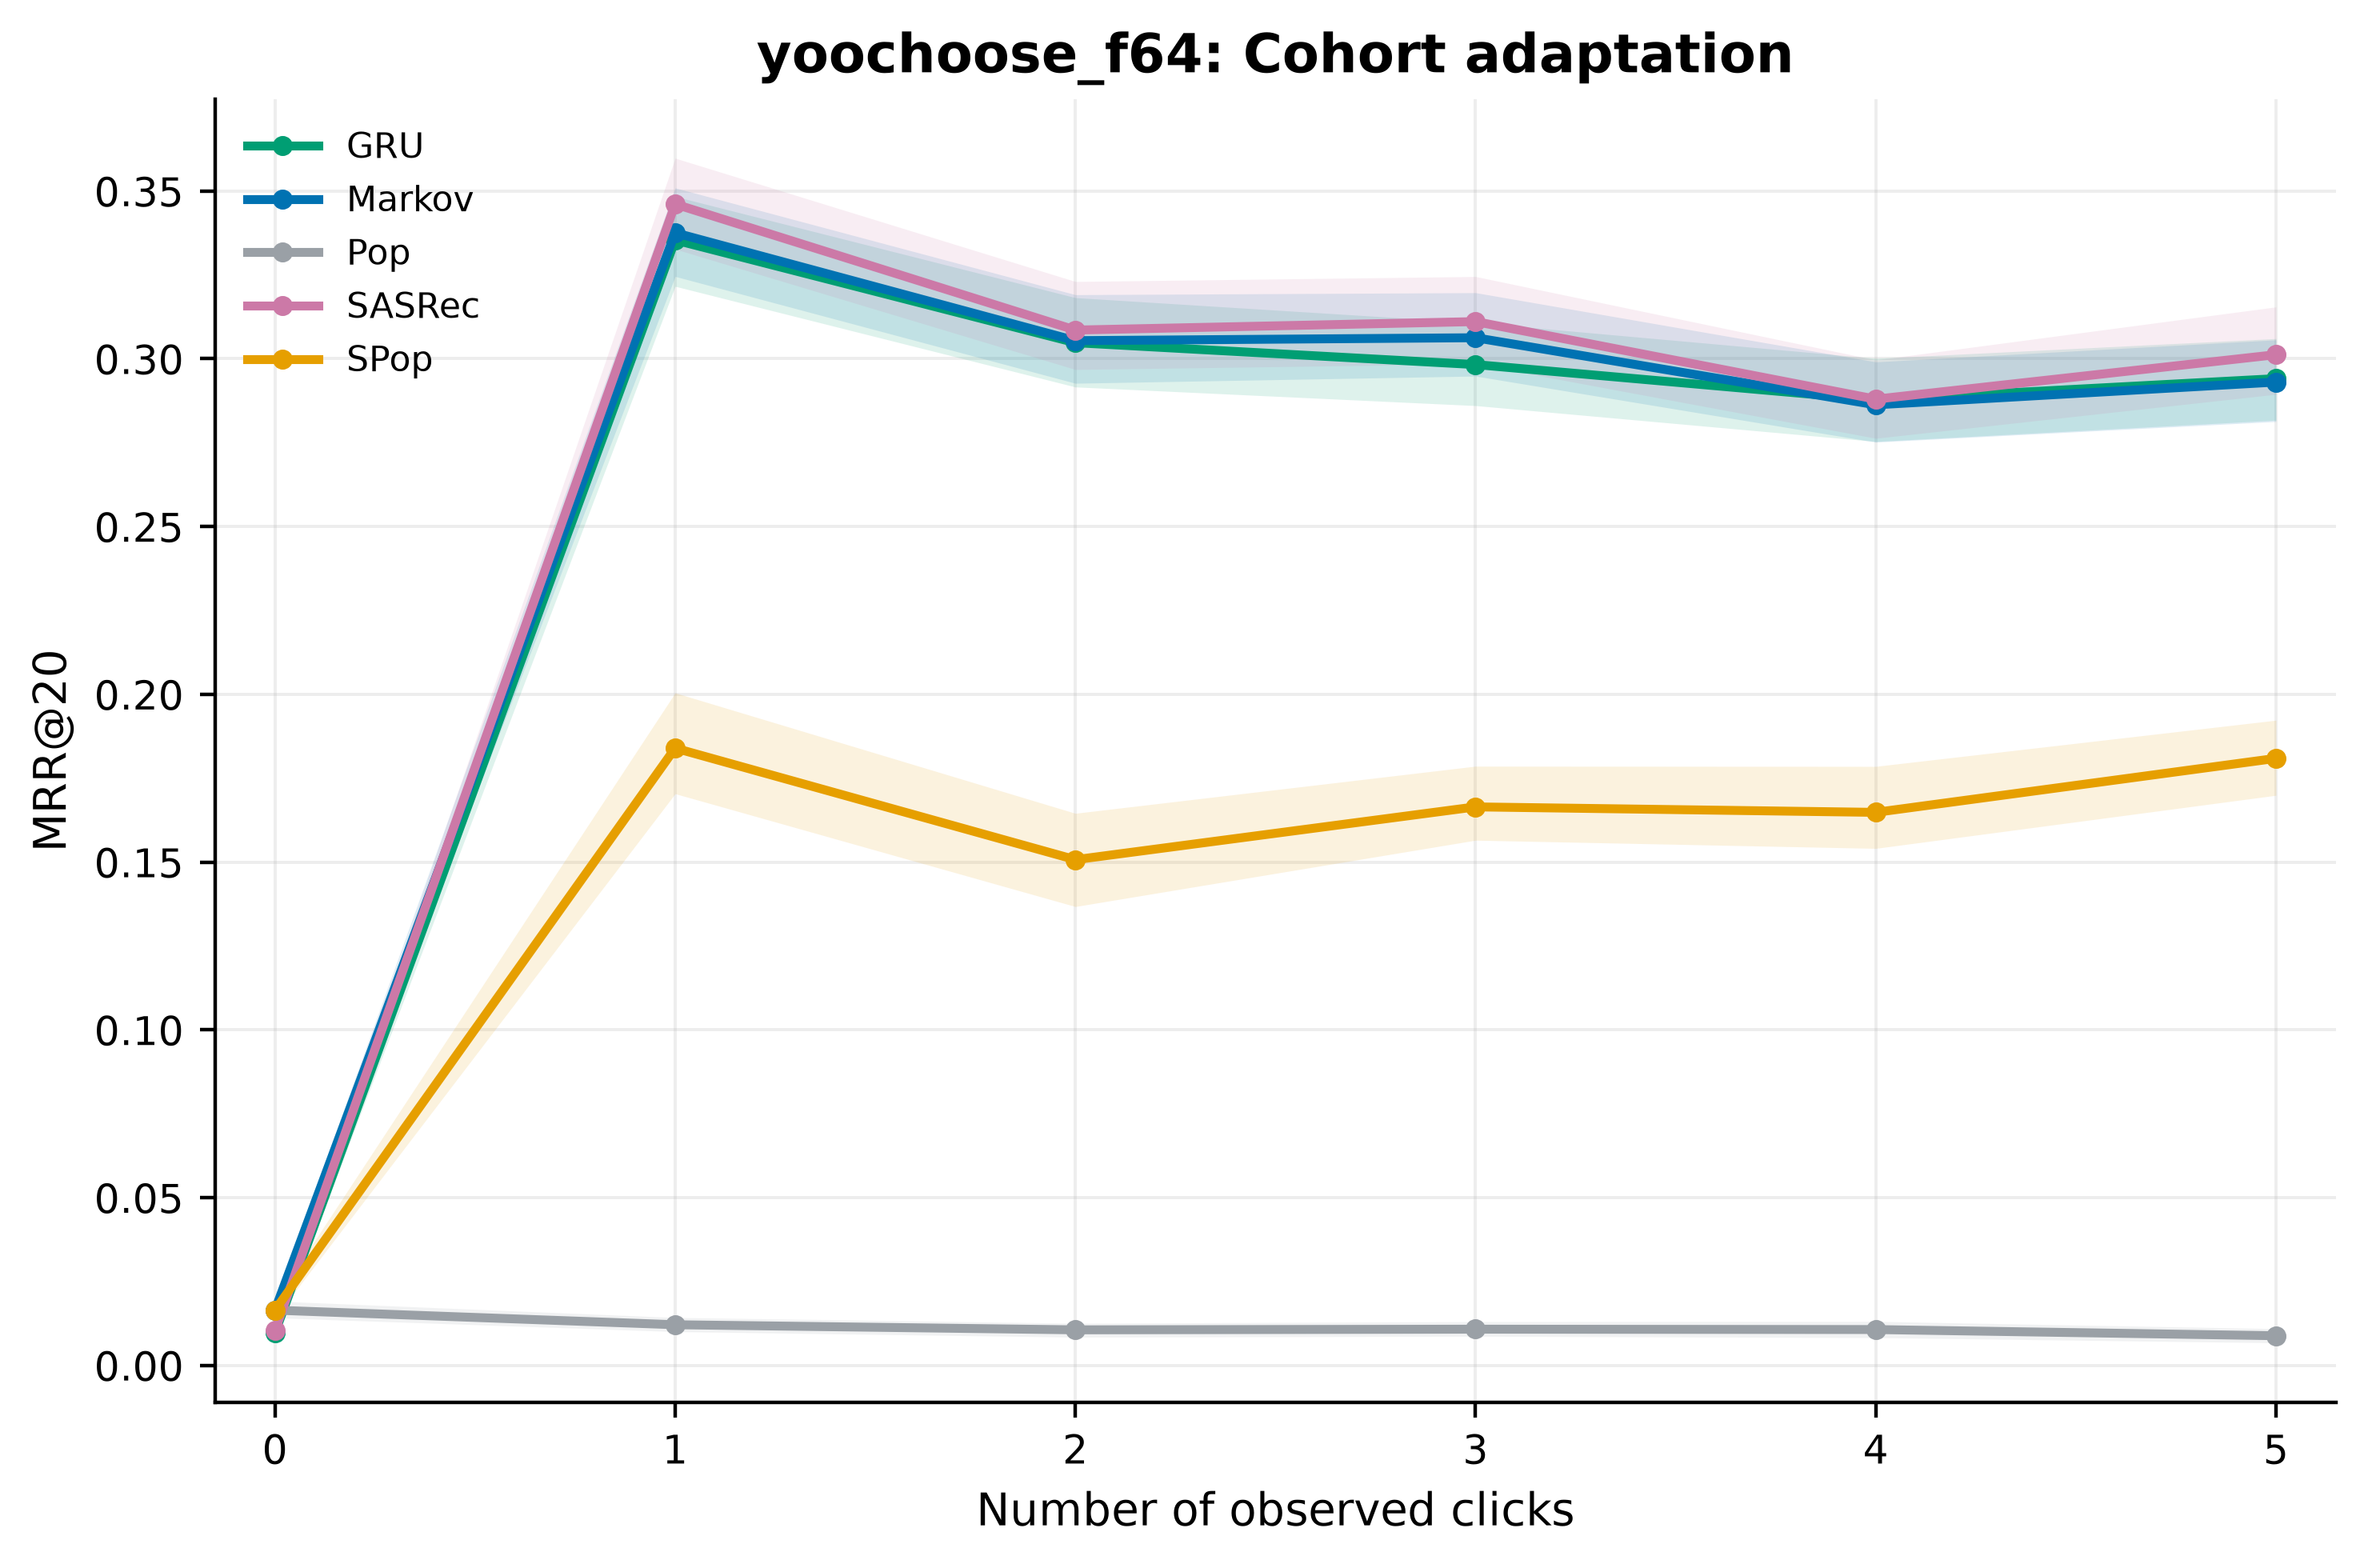 yoochoose_f64: Cohort adaptation
GRU
Markov
Pop
SASRec
SPop
MRR@20
0.35
0.30
0.25
0.20
0.15
0.10
0.05
0.00
0 1 2 3 4 5
Number of observed clicks